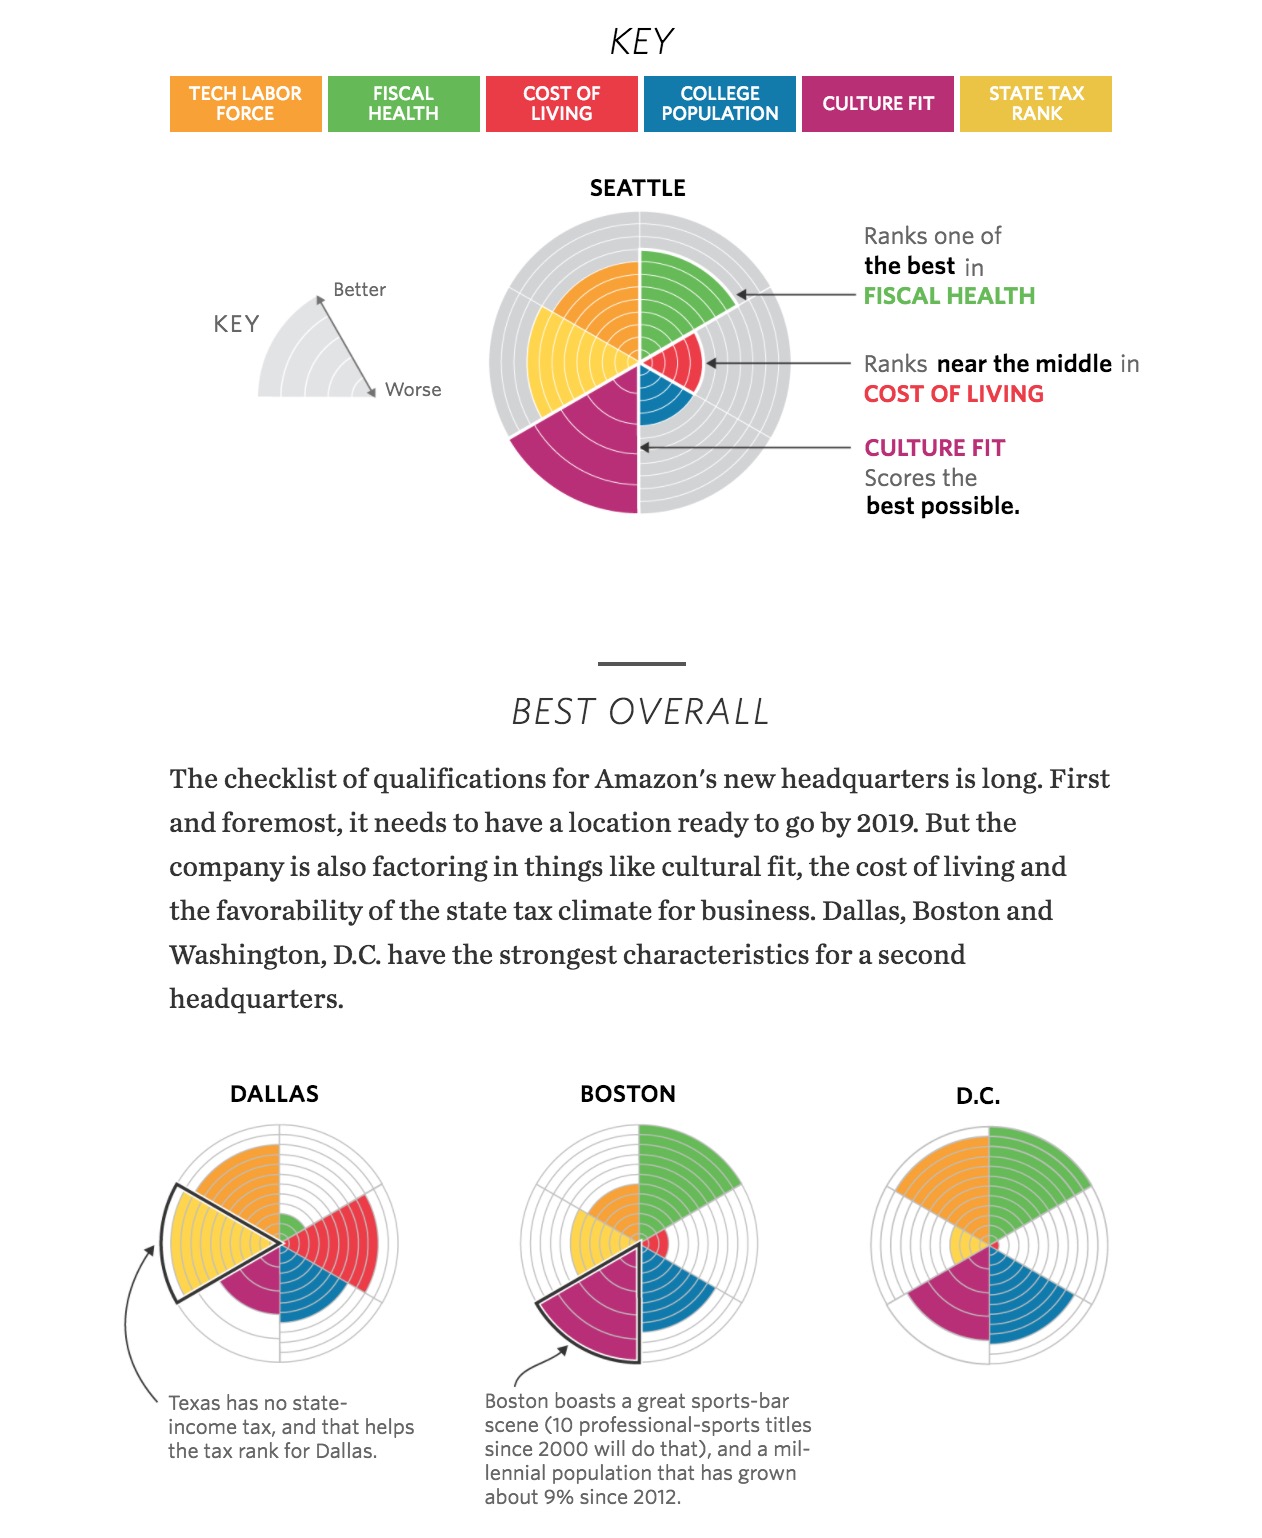 KEY
TECH LABOR
FORCE
FISCAL
HEALTH
COST OF
LIVING
COLLEGE
POPULATION
CULTURE FIT
STATE TAX
RANK
SEATTLE
KEY
Better
Worse
Ranks one of
the best in
FISCAL HEALTH
Ranks near the middle in
COST OF LIVING
CULTURE FIT
Scores the
best possible.
BEST OVERALL
The checklist of qualifications for Amazon's new headquarters is long. First
and foremost, it needs to have a location ready to go by 2019. But the
company is also factoring in things like cultural fit, the cost of living and
the favorability of the state tax climate for business. Dallas, Boston and
Washington, D.C. have the strongest characteristics for a second
headquarters.
DALLAS
BOSTON
D.C.
Texas has no state-
income tax, and that helps
the tax rank for Dallas.
Boston boasts a great sports-bar
scene (10 professional-sports titles
since 2000 will do that), and a mil-
lennial population that has grown
about 9% since 2012.